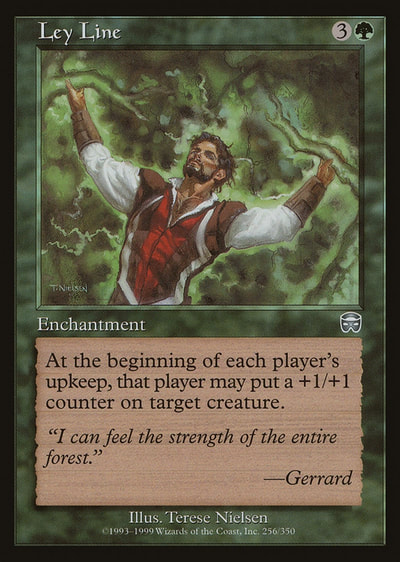 Ley Line 3
T. NIELSEN
Enchantment
At the beginning of each player's
upkeep, that player may put a +1/+1
counter on target creature.
“I can feel the strength of the entire
forest.”
—Gerrard
Illus. Terese Nielsen
©1993–1999 Wizards of the Coast, Inc. 256/350